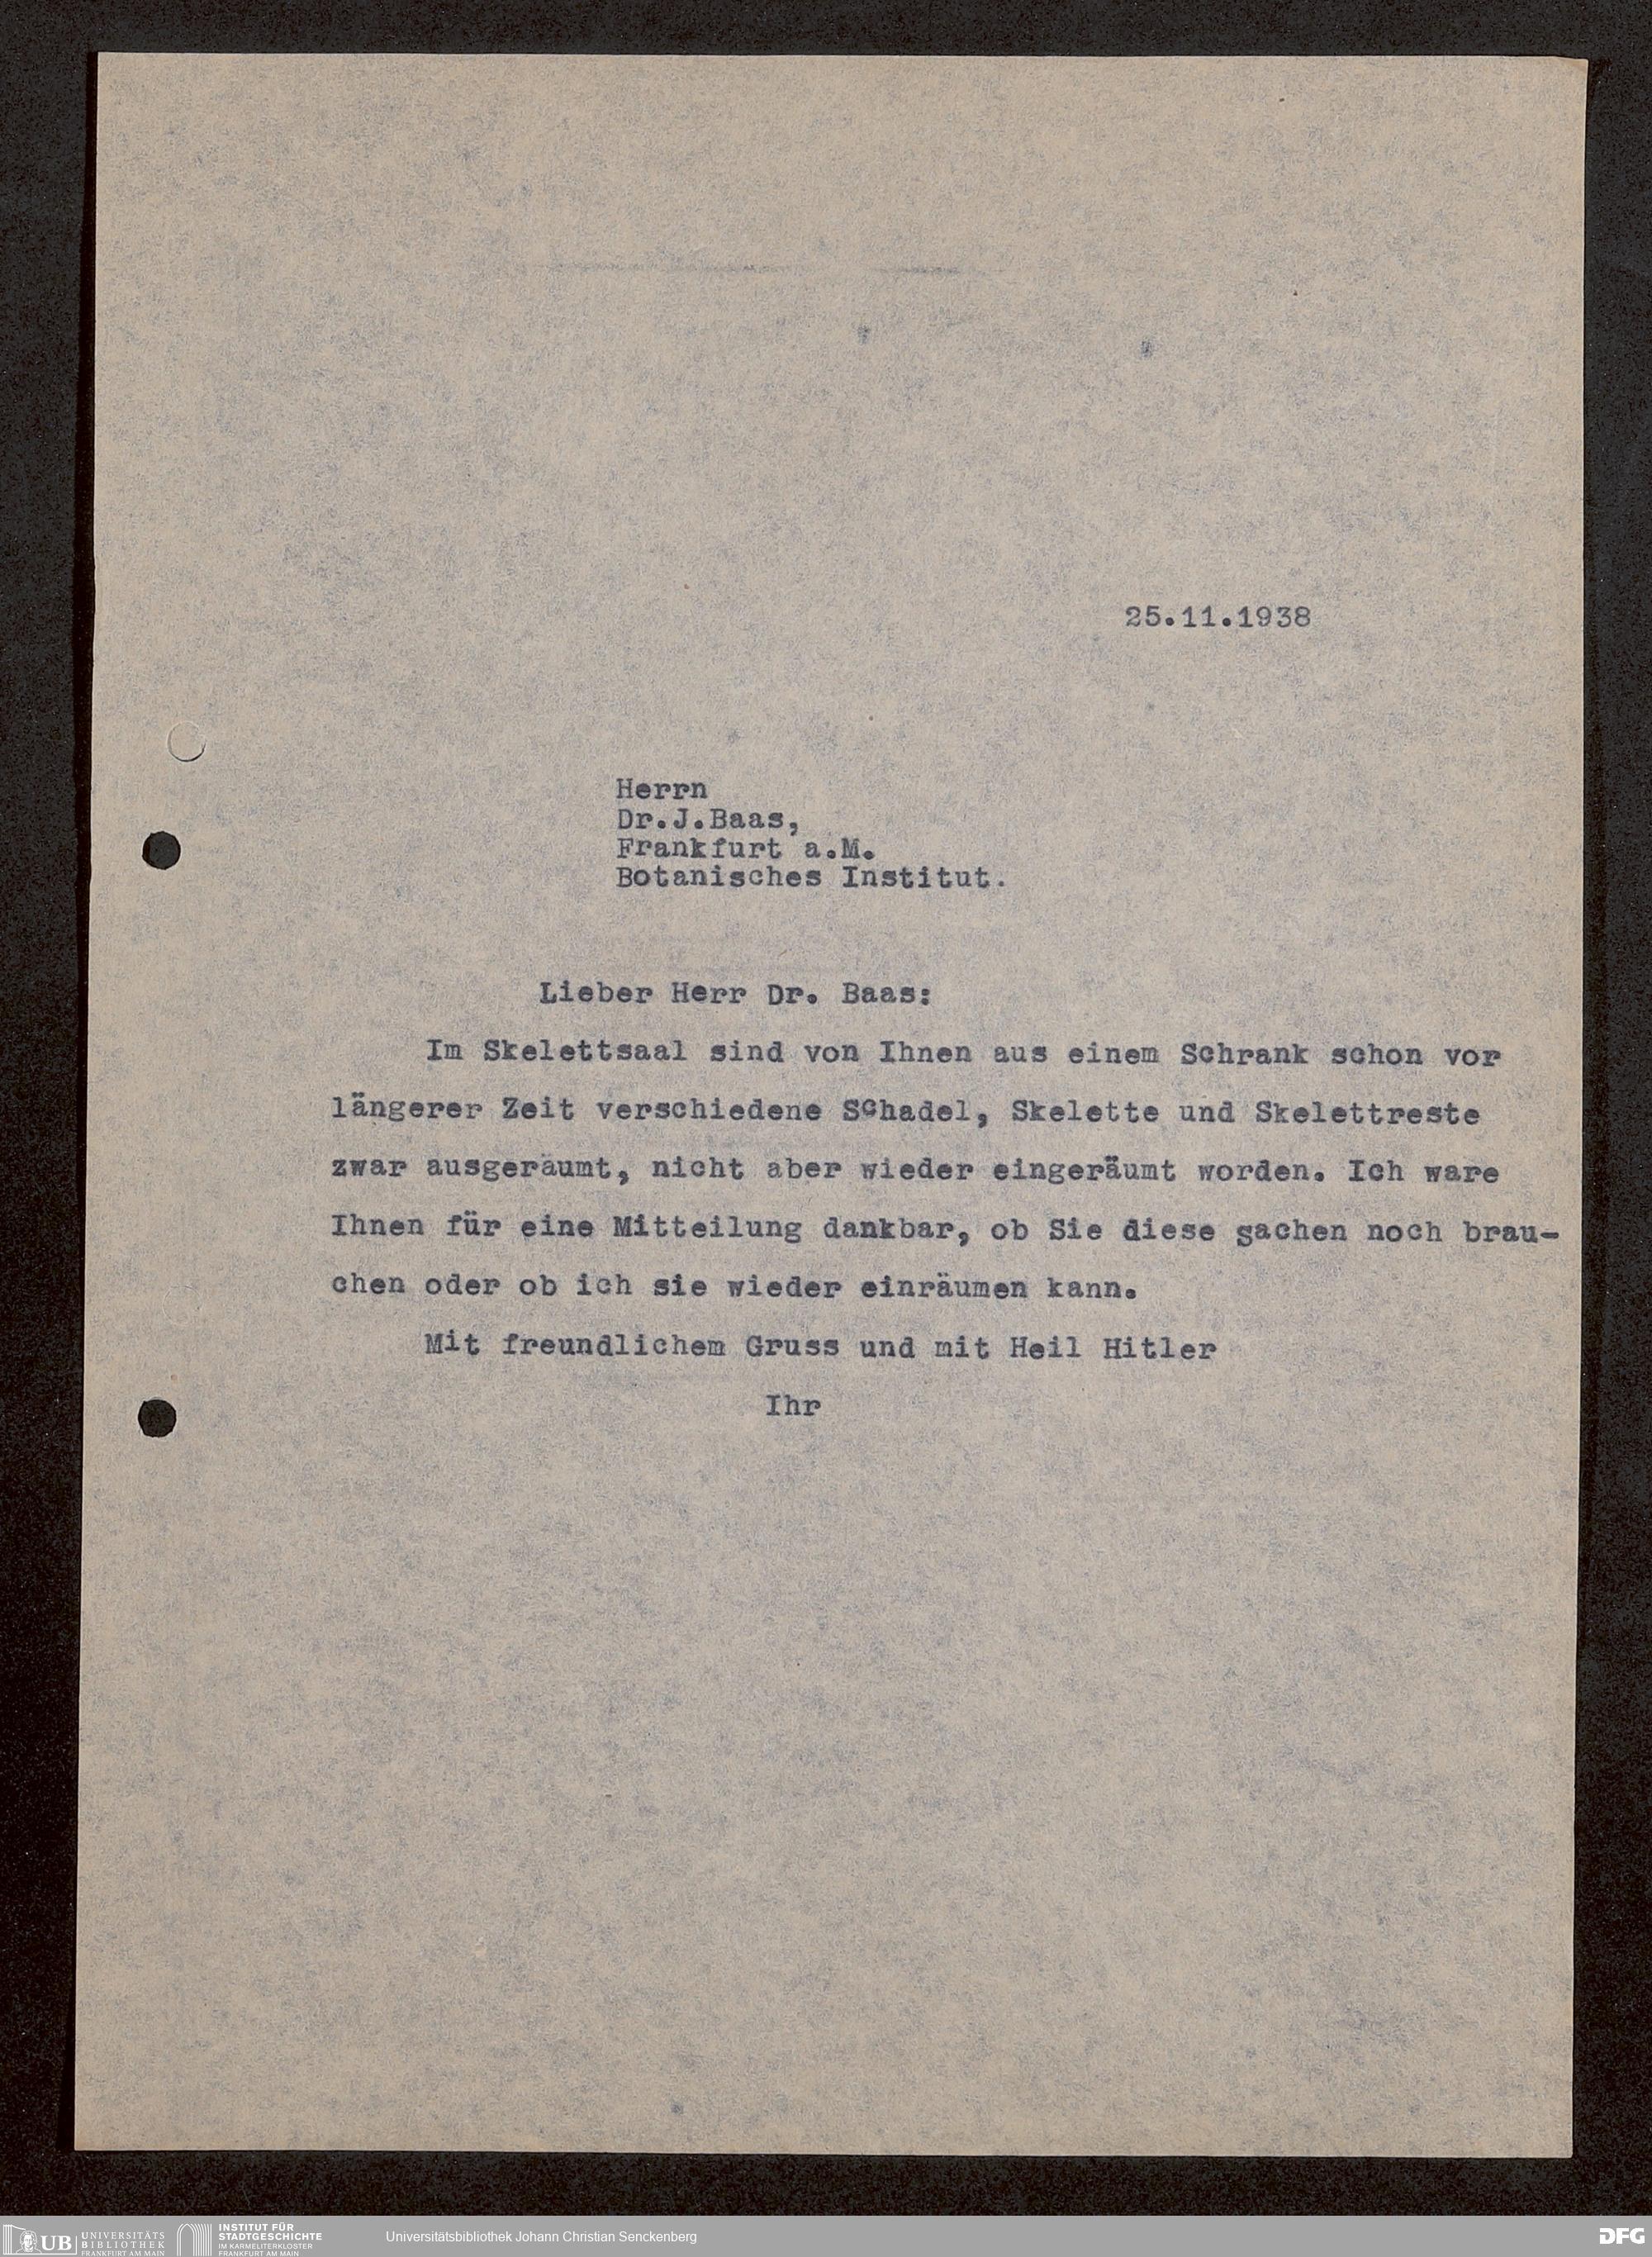 25.11.1938
Herrn
Dr.J.Baas,
Frankfurt a.M.
Botanisches Institut.
Lieber Herr Dr. Baas:
Im Skelettsaal sind von Ihnen aus einem Schrank schon vor
längerer Zeit verschiedene Schadel, Skelette und Skelettreste
zwar ausgeräumt, nicht aber wieder eingeräumt worden. Ich ware
Ihnen für eine Mitteilung dankbar, ob Sie diese sachen noch brau-
chen oder ob ich sie wieder einräumen kann.
Mit freundlichem Gruss und mit Heil Hitler
Ihr
UB UNIVERSITÄTS
BIBLIOTHEK
FRANKFURT AM MAIN
INSTITUT FÜR
STADTGESCHICHTE
IM KARMELITERKLOSTER
FRANKFURT AM MAIN
Universitätsbibliothek Johann Christian Senckenberg
DFG